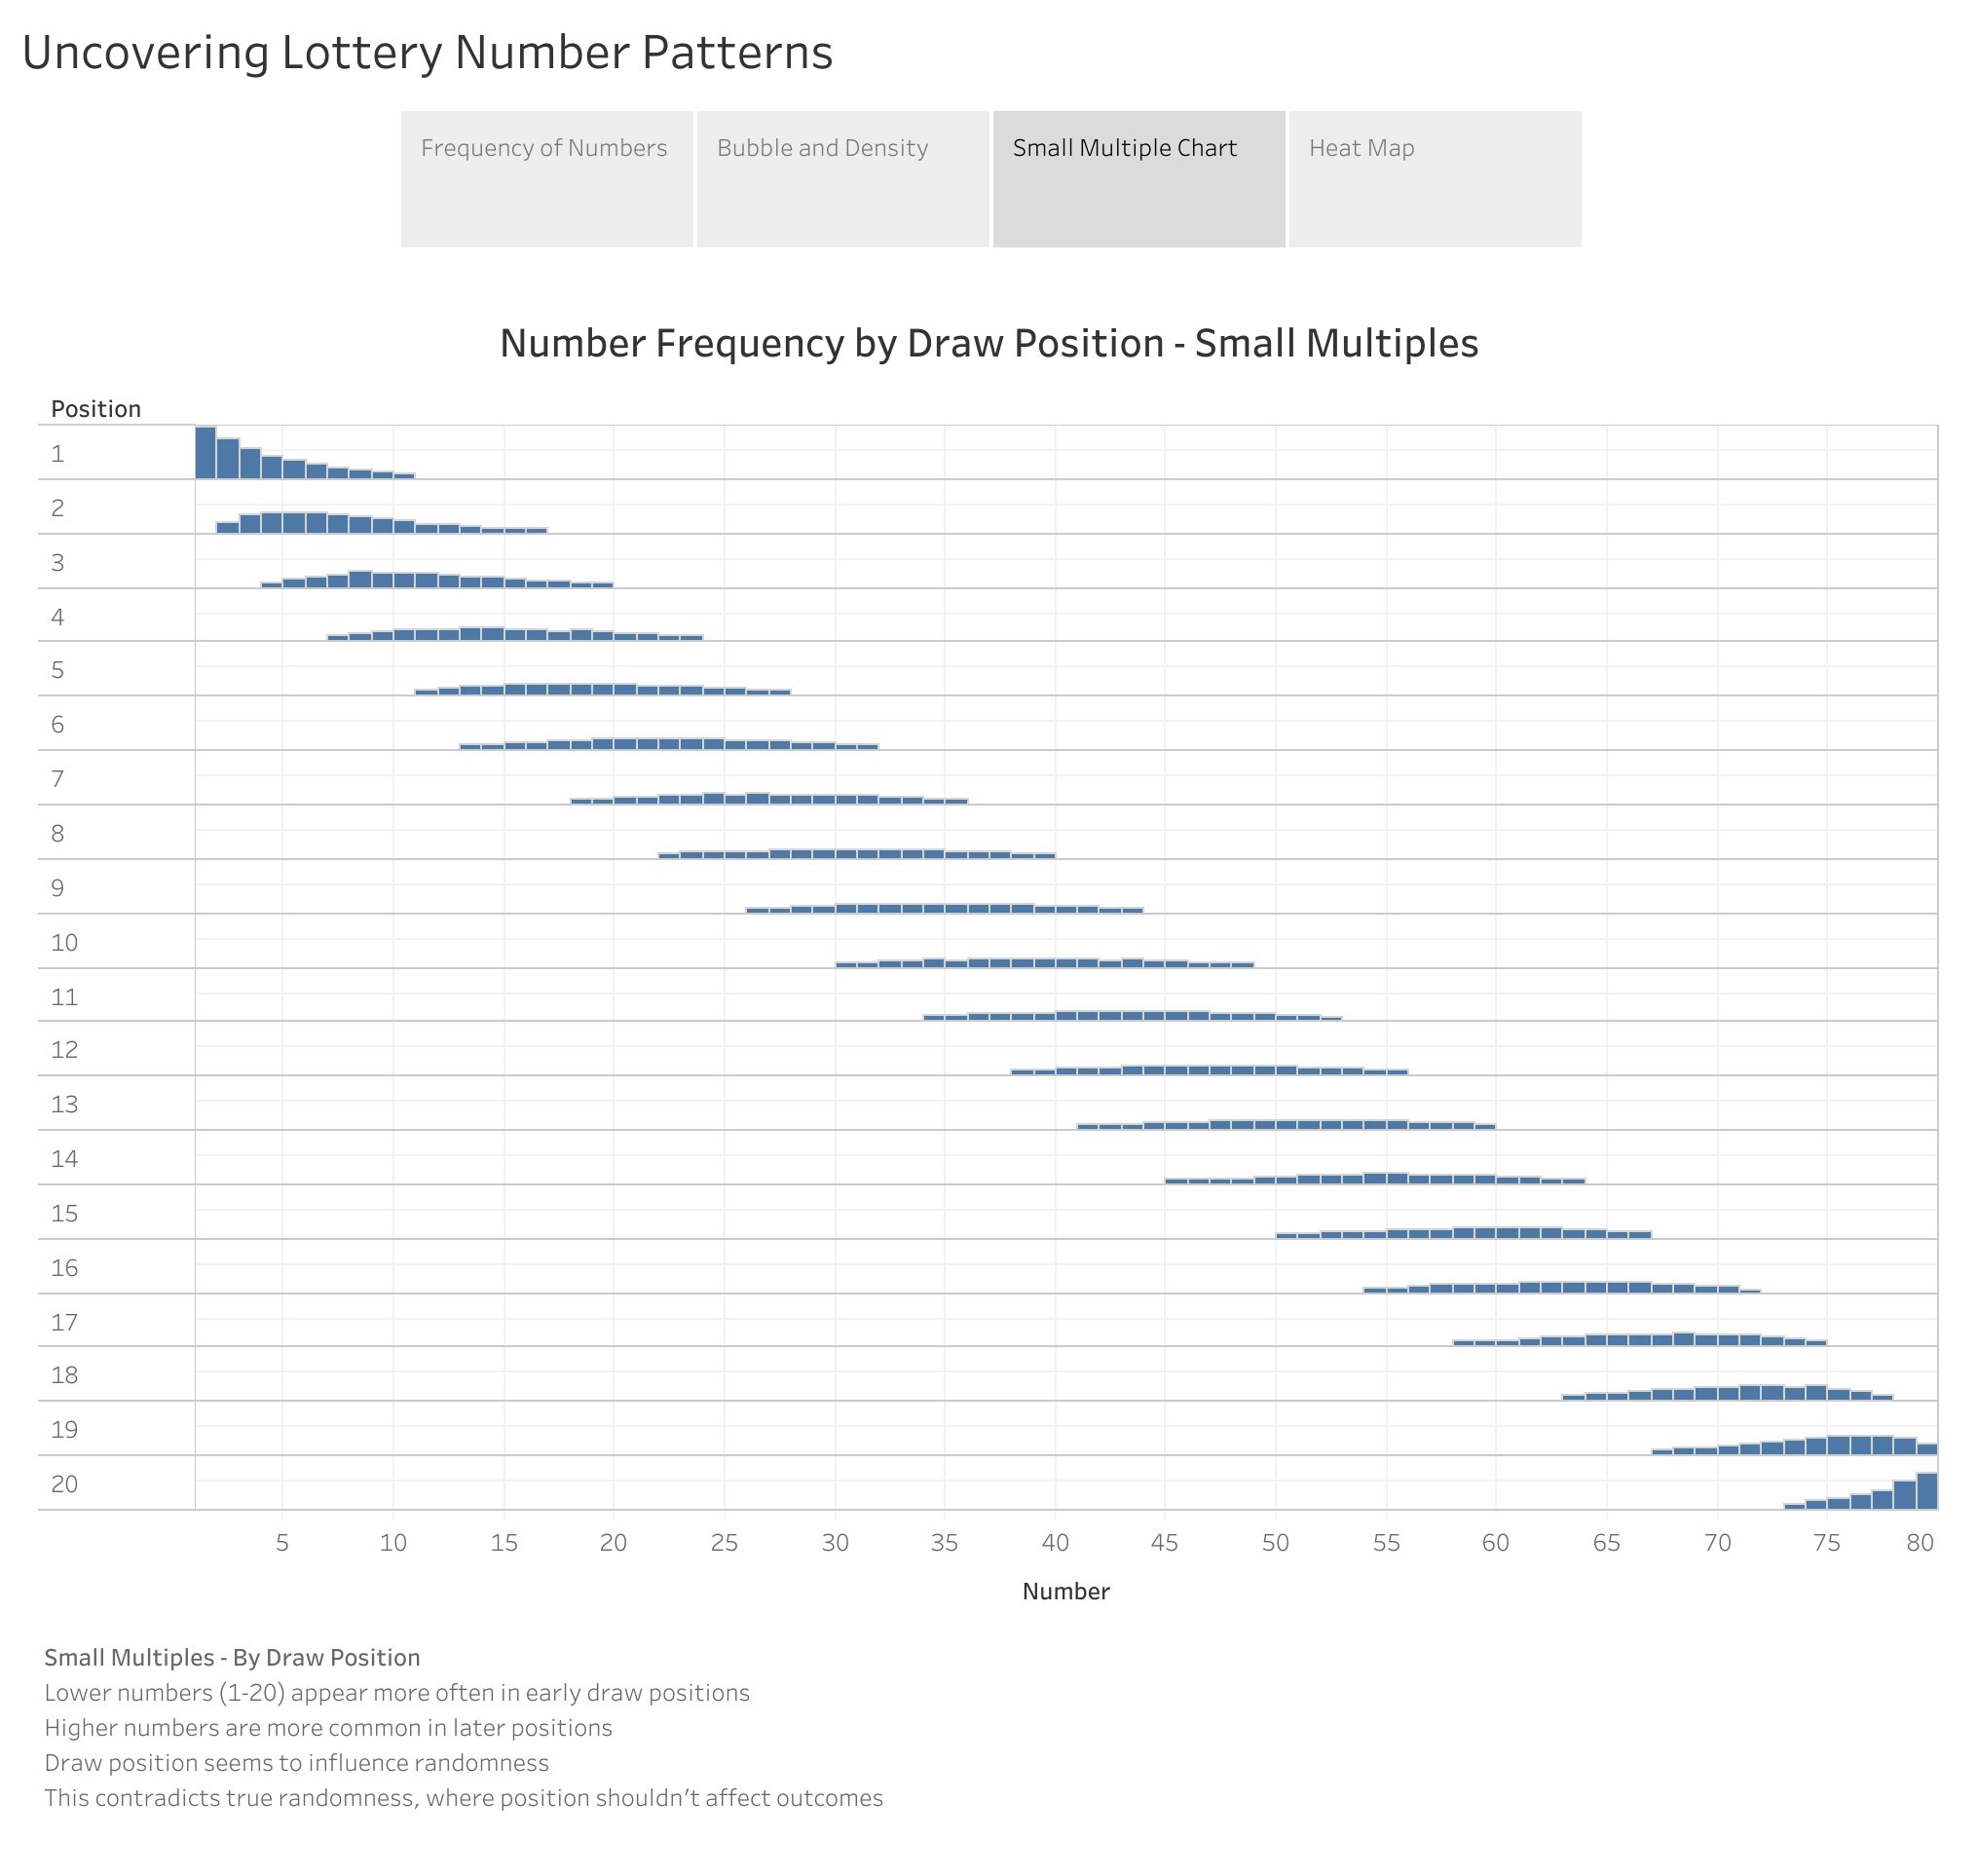 Uncovering Lottery Number Patterns
Frequency of Numbers
Bubble and Density
Small Multiple Chart
Heat Map
Number Frequency by Draw Position - Small Multiples
Position
1
2
3
4
5
6
7
8
9
10
11
12
13
14
15
16
17
18
19
20
5 10 15 20 25 30 35 40 45 50 55 60 65 70 75 80
Number
Small Multiples - By Draw Position
Lower numbers (1-20) appear more often in early draw positions
Higher numbers are more common in later positions
Draw position seems to influence randomness
This contradicts true randomness, where position shouldn’t affect outcomes